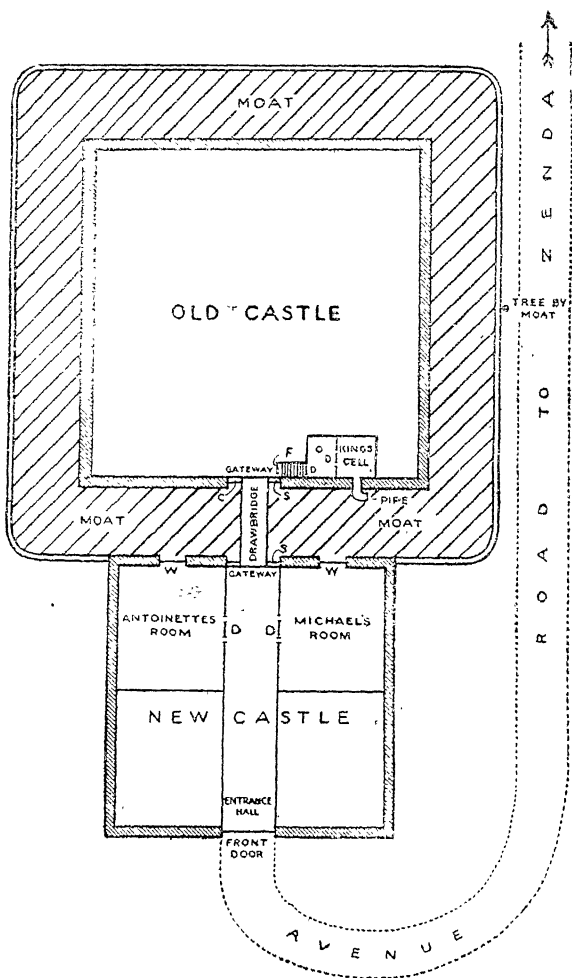 MOAT
OLD CASTLE
TREE BY
MOAT
ROAD TO ZENDA
F
O
D
D
KINGS
CELL
GATEWAY
C
S
PIPE
MOAT
DRAWBRIDGE
MOAT
S
W
GATEWAY
W
ANTOINETTES
ROOM
D
D
MICHAEL'S
ROOM
NEW CASTLE
ENTRANCE
HALL
FRONT
DOOR
AVENUE